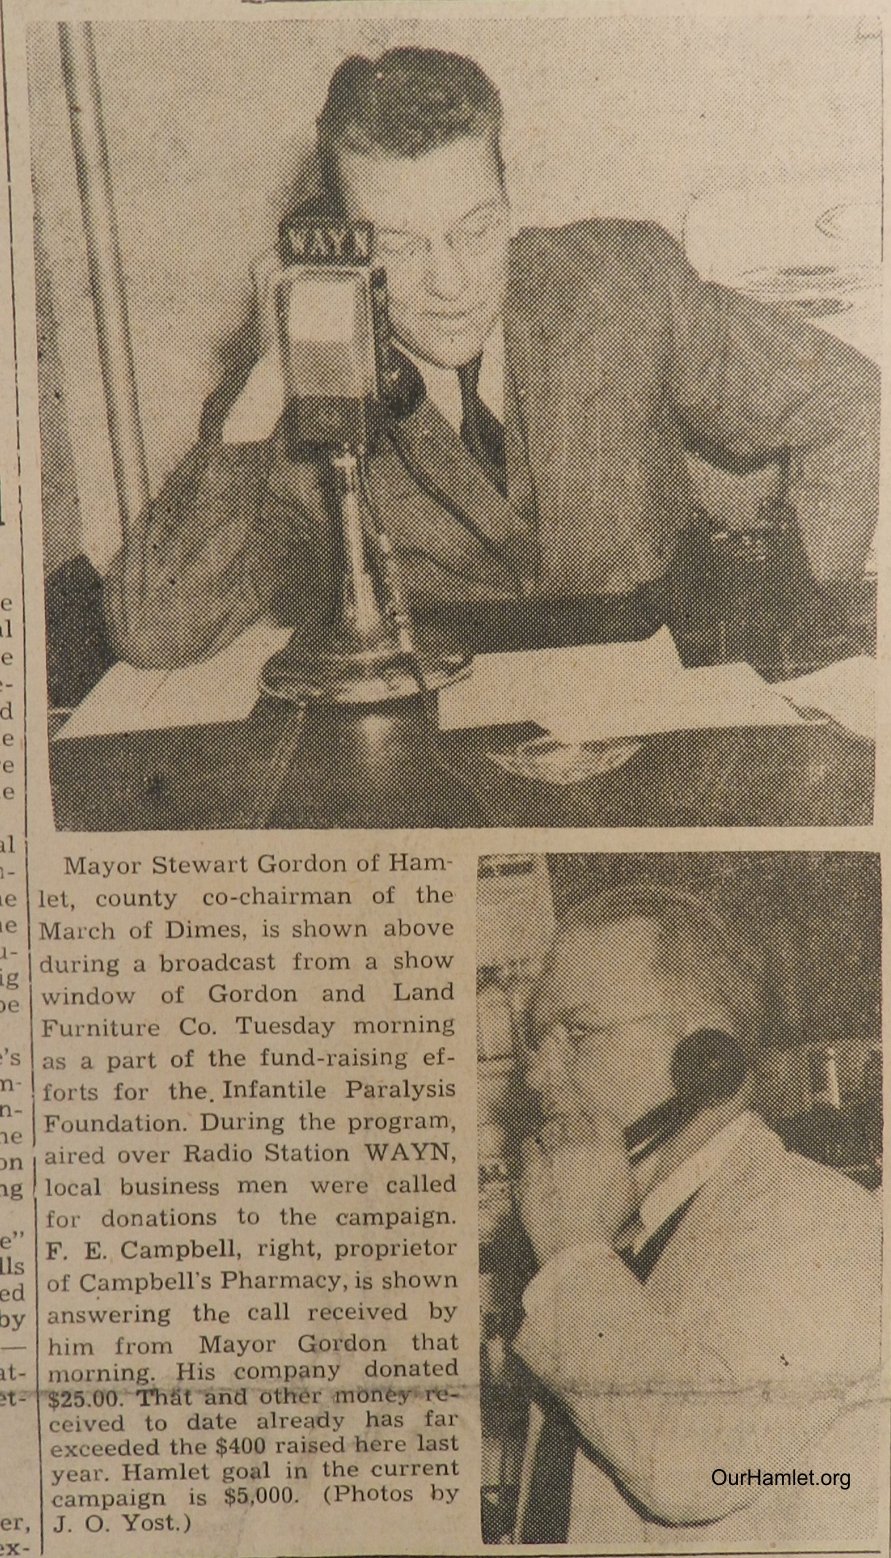 WAYN
Mayor Stewart Gordon of Ham-
let, county co-chairman of the
March of Dimes, is shown above
during a broadcast from a show
window of Gordon and Land
Furniture Co. Tuesday morning
as a part of the fund-raising ef-
forts for the Infantile Paralysis
Foundation. During the program,
aired over Radio Station WAYN,
local business men were called
for donations to the campaign.
F. E. Campbell, right, proprietor
of Campbell's Pharmacy, is shown
answering the call received by
him from Mayor Gordon that
morning. His company donated
$25.00. That and other money re-
ceived to date already has far
exceeded the $400 raised here last
year. Hamlet goal in the current
campaign is $5,000. (Photos by
J. O. Yost.)
OurHamlet.org